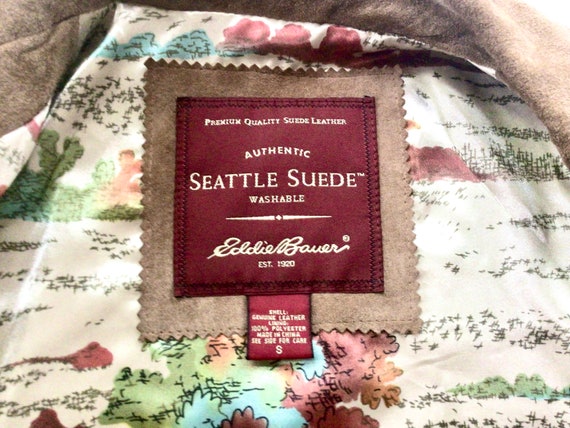 PREMIUM QUALITY SUEDE LEATHER
AUTHENTIC
SEATTLE SUEDE™
WASHABLE
Eddie Bauer®
EST. 1920
SHELL:
GENUINE LEATHER
LINING:
100% POLYESTER
MADE IN CHINA
SEE SIDE FOR CARE
S